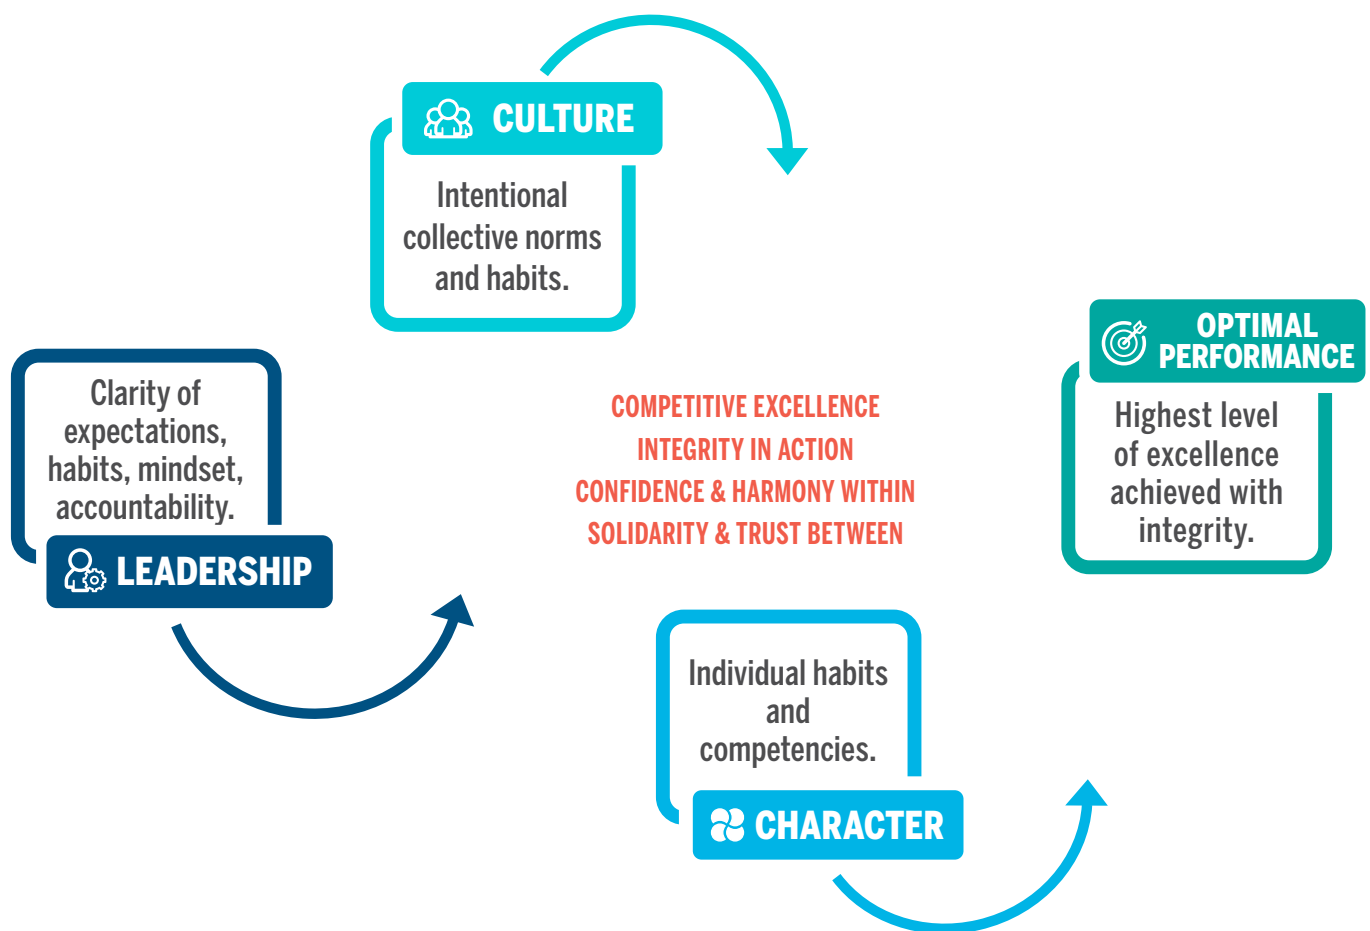 CULTURE
Intentional
collective norms
and habits.
Clarity of
expectations,
habits, mindset,
accountability.
LEADERSHIP
COMPETITIVE EXCELLENCE
INTEGRITY IN ACTION
CONFIDENCE & HARMONY WITHIN
SOLIDARITY & TRUST BETWEEN
OPTIMAL
PERFORMANCE
Highest level
of excellence
achieved with
integrity.
Individual habits
and
competencies.
CHARACTER